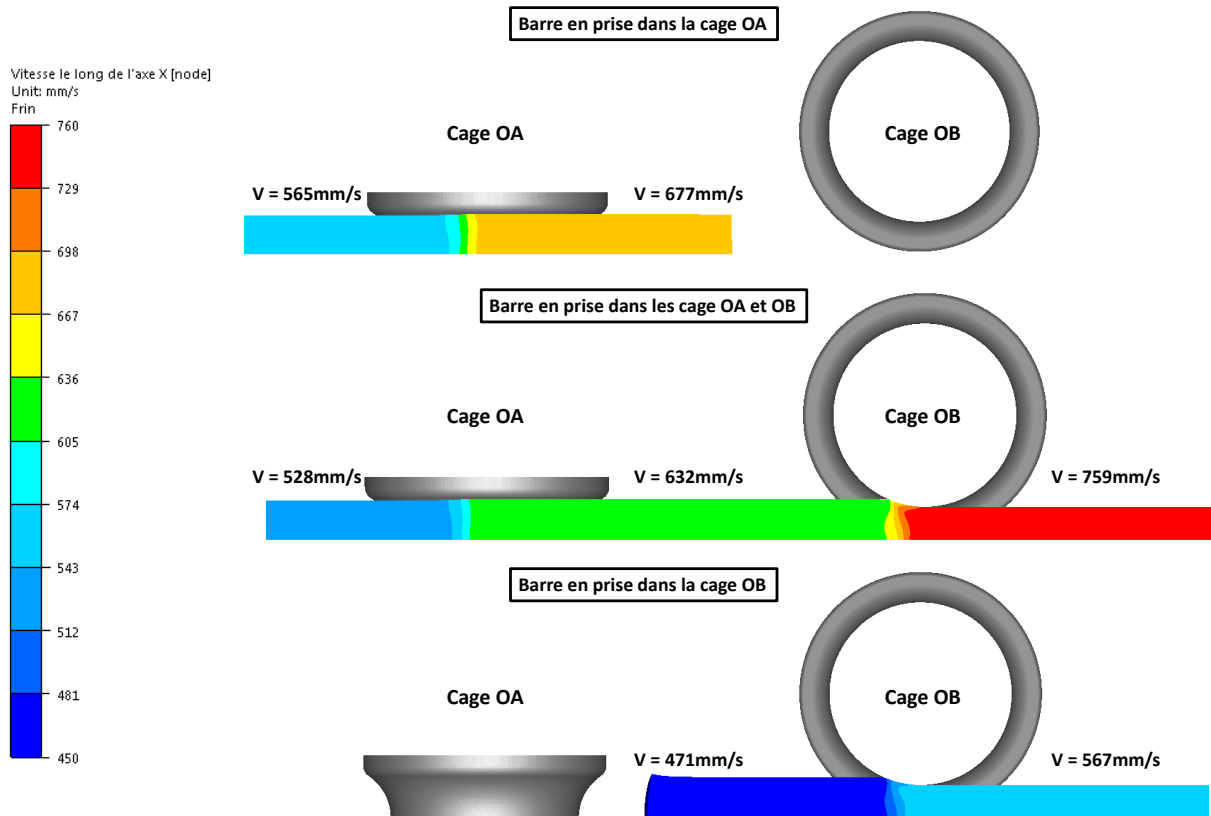 Barre en prise dans la cage OA
Vitesse le long de l'axe X [node]
Unit: mm/s
Frin
760
729
698
667
636
605
574
543
512
481
450
Cage OA
Cage OB
V = 565mm/s
V = 677mm/s
Barre en prise dans les cage OA et OB
Cage OA
Cage OB
V = 528mm/s
V = 632mm/s
V = 759mm/s
Barre en prise dans la cage OB
Cage OA
Cage OB
V = 471mm/s
V = 567mm/s